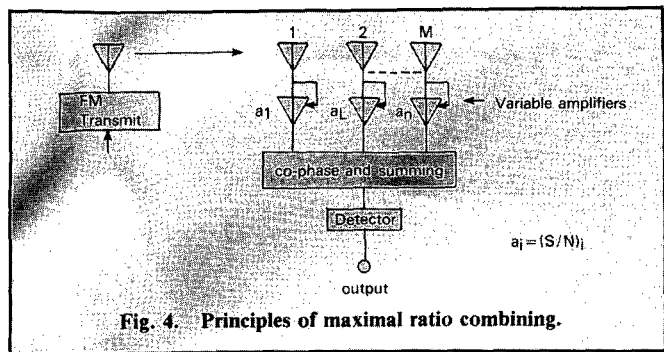 1 2 M
FM
Transmit
a1 aL an
Variable amplifiers
co-phase and summing
Detector
ai = (S/N)i
output
Fig. 4. Principles of maximal ratio combining.